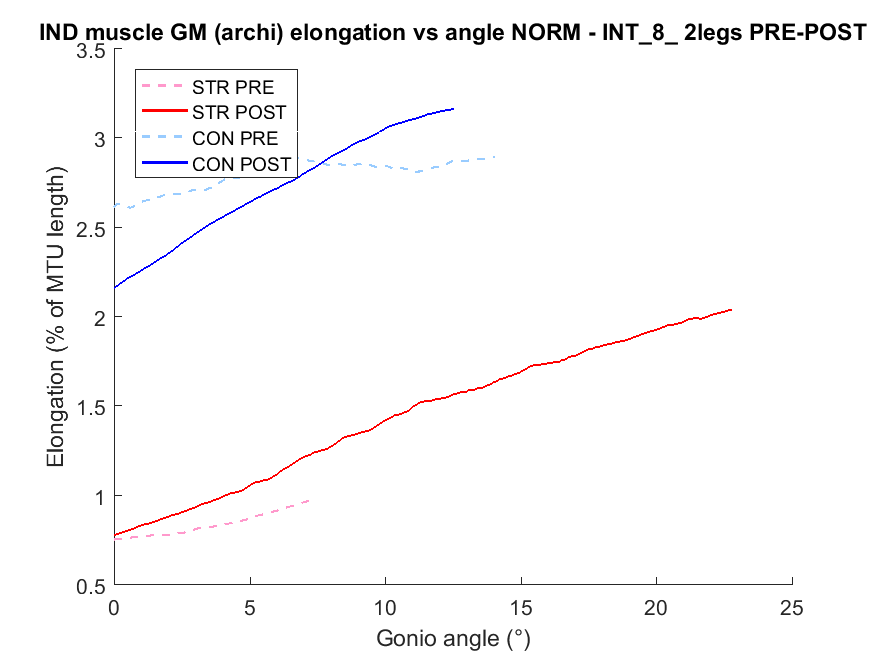 IND muscle GM (archi) elongation vs angle NORM - INT_8_ 2legs PRE-POST
3.5
STR PRE
STR POST
CON PRE
CON POST
3
2.5
2
1.5
1
0.5
Elongation (% of MTU length)
0
5
10
15
20
25
Gonio angle (°)